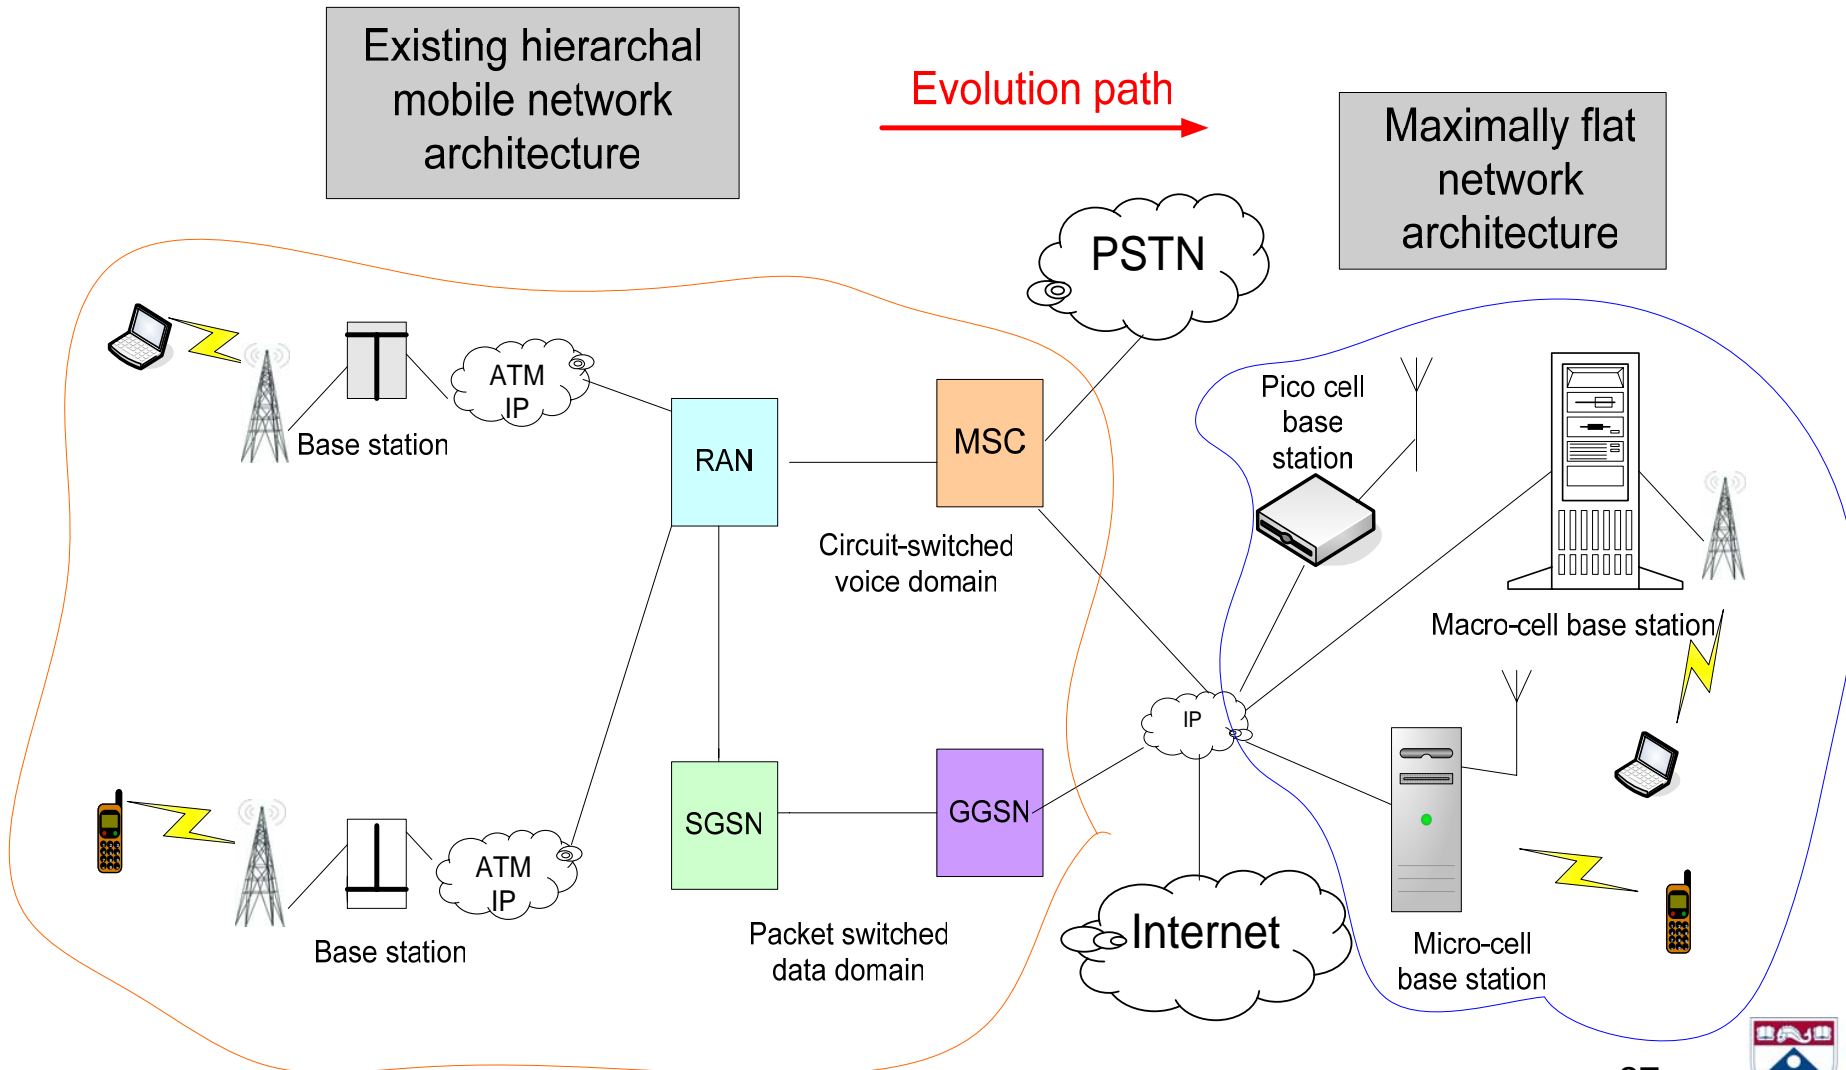 Existing hierarchal
mobile network
architecture
Evolution path
Maximally flat
network
architecture
PSTN
ATM
IP
Base station
RAN
MSC
Circuit-switched
voice domain
Pico cell
base
station
Macro-cell base station
IP
SGSN
GGSN
ATM
IP
Base station
Packet switched
data domain
Internet
Micro-cell
base station